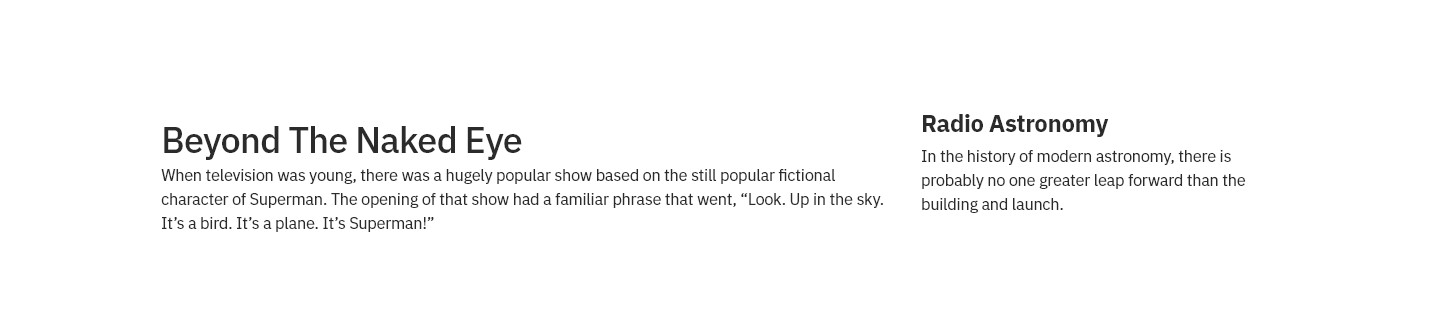 Beyond The Naked Eye
When television was young, there was a hugely popular show based on the still popular fictional
character of Superman. The opening of that show had a familiar phrase that went, “Look. Up in the sky.
It’s a bird. It’s a plane. It’s Superman!”
Radio Astronomy
In the history of modern astronomy, there is
probably no one greater leap forward than the
building and launch.